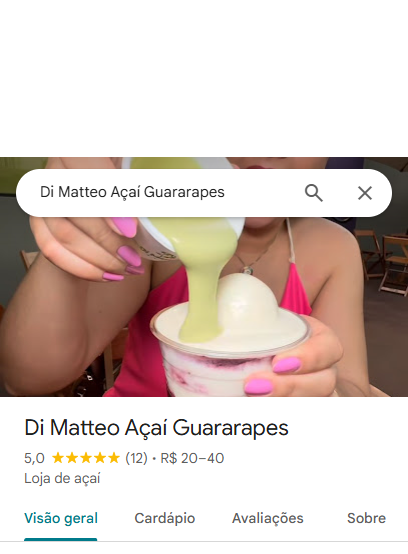 Di Matteo Açaí Guararapes
Di Matteo Açaí Guararapes
5,0 ★★★★★ (12) • R$ 20–40
Loja de açaí
Visão geral Cardápio Avaliações Sobre